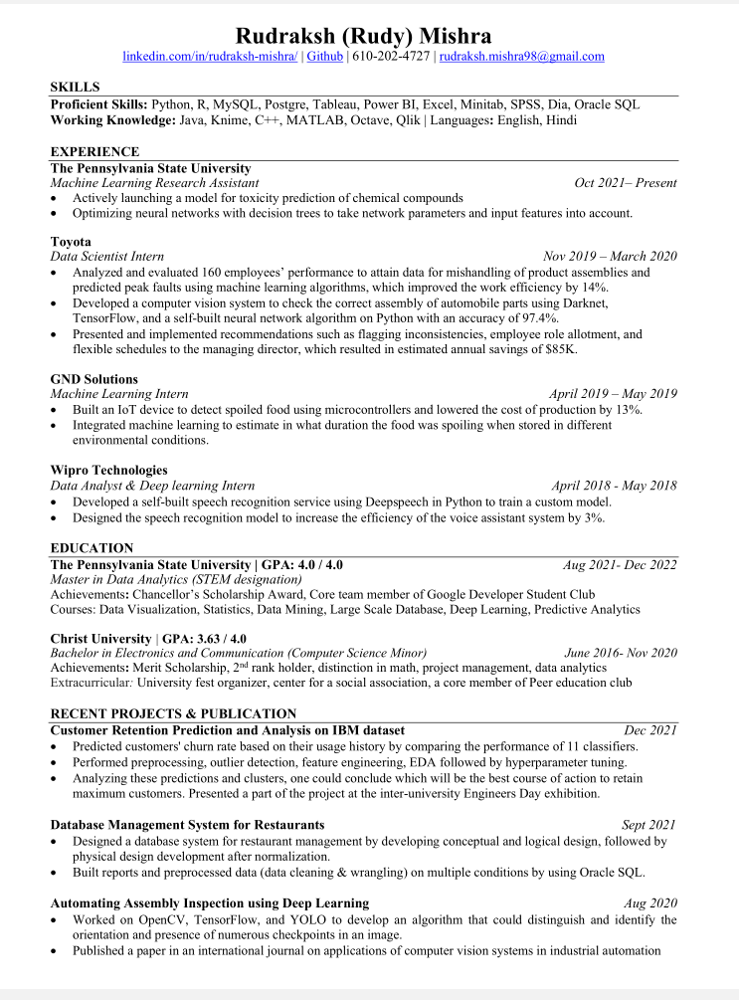 Rudraksh (Rudy) Mishra
linkedin.com/in/rudraksh-mishra/ | Github | 610-202-4727 | rudraksh.mishra98@gmail.com
SKILLS
Proficient Skills: Python, R, MySQL, Postgre, Tableau, Power BI, Excel, Minitab, SPSS, Dia, Oracle SQL
Working Knowledge: Java, Knime, C++, MATLAB, Octave, Qlik | Languages: English, Hindi
EXPERIENCE
The Pennsylvania State University
Machine Learning Research Assistant Oct 2021– Present
• Actively launching a model for toxicity prediction of chemical compounds
• Optimizing neural networks with decision trees to take network parameters and input features into account.
Toyota
Data Scientist Intern Nov 2019 – March 2020
• Analyzed and evaluated 160 employees’ performance to attain data for mishandling of product assemblies and
predicted peak faults using machine learning algorithms, which improved the work efficiency by 14%.
• Developed a computer vision system to check the correct assembly of automobile parts using Darknet,
TensorFlow, and a self-built neural network algorithm on Python with an accuracy of 97.4%.
• Presented and implemented recommendations such as flagging inconsistencies, employee role allotment, and
flexible schedules to the managing director, which resulted in estimated annual savings of $85K.
GND Solutions
Machine Learning Intern April 2019 – May 2019
• Built an IoT device to detect spoiled food using microcontrollers and lowered the cost of production by 13%.
• Integrated machine learning to estimate in what duration the food was spoiling when stored in different
environmental conditions.
Wipro Technologies
Data Analyst & Deep learning Intern April 2018 - May 2018
• Developed a self-built speech recognition service using Deepspeech in Python to train a custom model.
• Designed the speech recognition model to increase the efficiency of the voice assistant system by 3%.
EDUCATION
The Pennsylvania State University | GPA: 4.0 / 4.0 Aug 2021- Dec 2022
Master in Data Analytics (STEM designation)
Achievements: Chancellor’s Scholarship Award, Core team member of Google Developer Student Club
Courses: Data Visualization, Statistics, Data Mining, Large Scale Database, Deep Learning, Predictive Analytics
Christ University | GPA: 3.63 / 4.0
Bachelor in Electronics and Communication (Computer Science Minor) June 2016- Nov 2020
Achievements: Merit Scholarship, 2nd rank holder, distinction in math, project management, data analytics
Extracurricular: University fest organizer, center for a social association, a core member of Peer education club
RECENT PROJECTS & PUBLICATION
Customer Retention Prediction and Analysis on IBM dataset Dec 2021
• Predicted customers' churn rate based on their usage history by comparing the performance of 11 classifiers.
• Performed preprocessing, outlier detection, feature engineering, EDA followed by hyperparameter tuning.
• Analyzing these predictions and clusters, one could conclude which will be the best course of action to retain
maximum customers. Presented a part of the project at the inter-university Engineers Day exhibition.
Database Management System for Restaurants Sept 2021
• Designed a database system for restaurant management by developing conceptual and logical design, followed by
physical design development after normalization.
• Built reports and preprocessed data (data cleaning & wrangling) on multiple conditions by using Oracle SQL.
Automating Assembly Inspection using Deep Learning Aug 2020
• Worked on OpenCV, TensorFlow, and YOLO to develop an algorithm that could distinguish and identify the
orientation and presence of numerous checkpoints in an image.
• Published a paper in an international journal on applications of computer vision systems in industrial automation